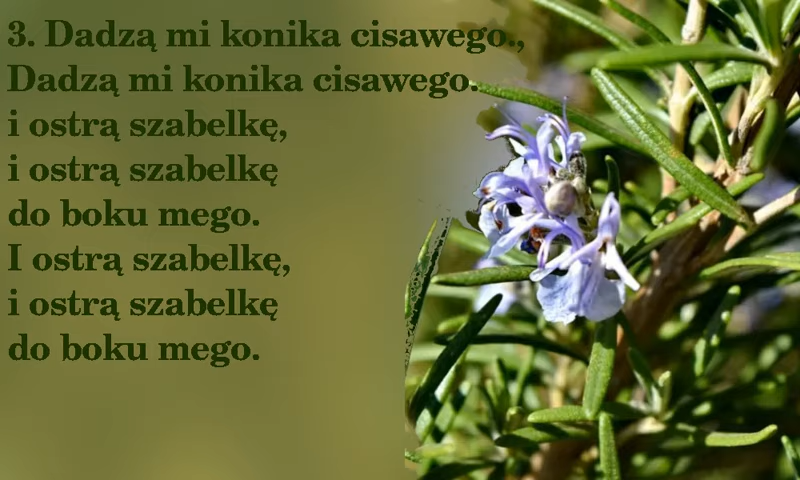 3. Dadzą mi konika cisawego.,
Dadzą mi konika cisawego.
i ostrą szabelkę,
i ostrą szabelkę
do boku mego.
I ostrą szabelkę,
i ostrą szabelkę
do boku mego.